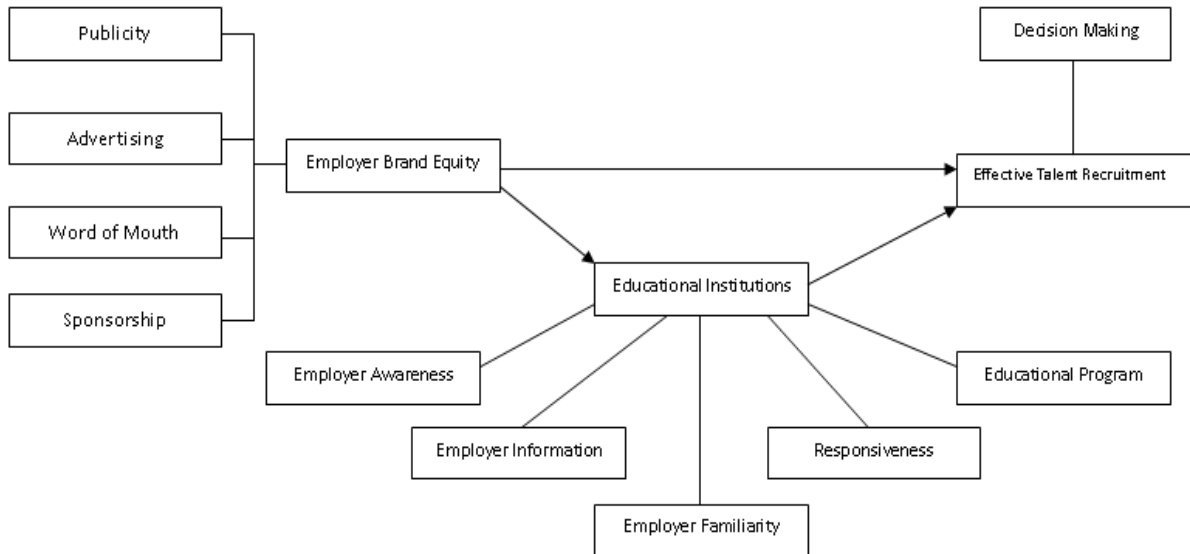 Publicity
Decision Making
Advertising
Employer Brand Equity
Effective Talent Recruitment
Word of Mouth
Educational Institutions
Sponsorship
Employer Awareness
Educational Program
Employer Information
Responsiveness
Employer Familiarity